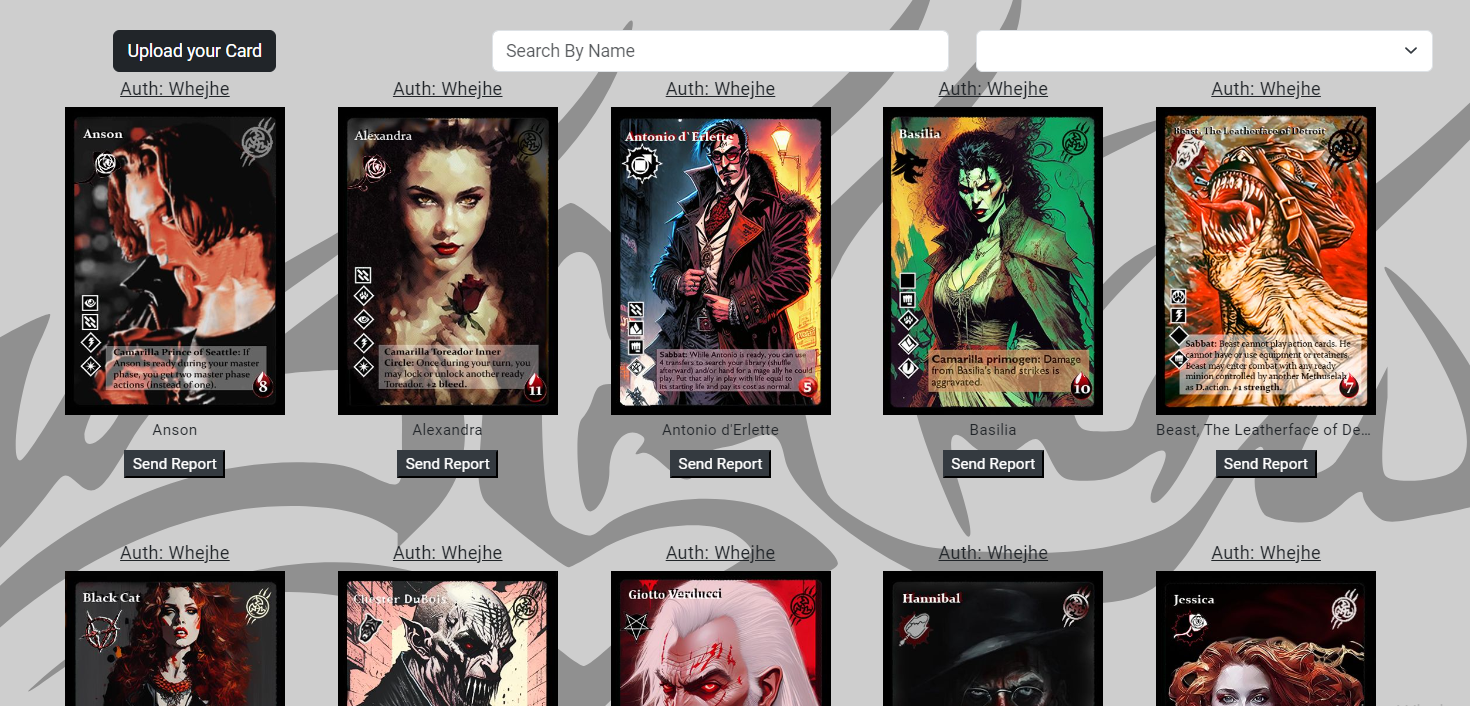 Upload your Card
Search By Name
Auth: Whejhe
Auth: Whejhe
Auth: Whejhe
Auth: Whejhe
Auth: Whejhe
Anson
Camarilla Prince of Seattle: If
Anson is ready during your master
phase, you get two master phase
actions (instead of one).
8
Alexandra
Camarilla Toreador Inner
Circle: Once during your turn, you
may lock or unlock another ready
Toreador. +2 bleed.
11
Antonio d`Erlette
Sabbat: While Antonio is ready, you can use
4 transfers to search your library (shuffle
afterward) and/or hand for a mage ally he could
play. Put that ally in play with life equal to
its starting life and pay its cost as normal.
5
Basilia
Camarilla primogen: Damage
from Basilia's hand strikes is
aggravated.
10
Beast, The Leatherface of Detroit
Sabbat: Beast cannot play action cards. He
cannot have or use equipment or retainers.
Beast may enter combat with any ready
minion controlled by another Methuselah
as D action. +1 strength.
7
Anson
Alexandra
Antonio d'Erlette
Basilia
Beast, The Leatherface of De...
Send Report
Send Report
Send Report
Send Report
Send Report
Auth: Whejhe
Auth: Whejhe
Auth: Whejhe
Auth: Whejhe
Auth: Whejhe
Black Cat
Chester DuBois
Giotto Verducci
Hannibal
Jessica